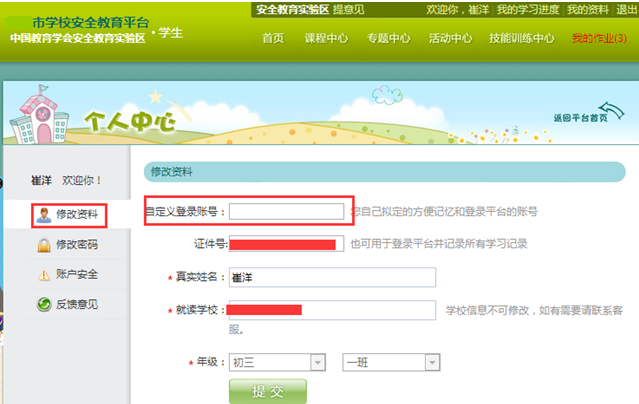 安全教育实验区 提意见 欢迎你，崔洋 | 我的学习进度 | 我的资料 | 退出
市学校安全教育平台
中国教育学会安全教育实验区 · 学生
首页 课程中心 专题中心 活动中心 技能训练中心 我的作业(3)
个人中心
返回平台首页
崔洋 欢迎你！
修改资料
修改密码
账户安全
反馈意见
修改资料
自定义登录账号： 您自己拟定的方便记忆和登录平台的账号
证件号: 也可用于登录平台并记录所有学习记录
* 真实姓名： 崔洋
* 就读学校： 学校信息不可修改，如有需要请联系客
服。
* 年级： 初三 一班
提 交